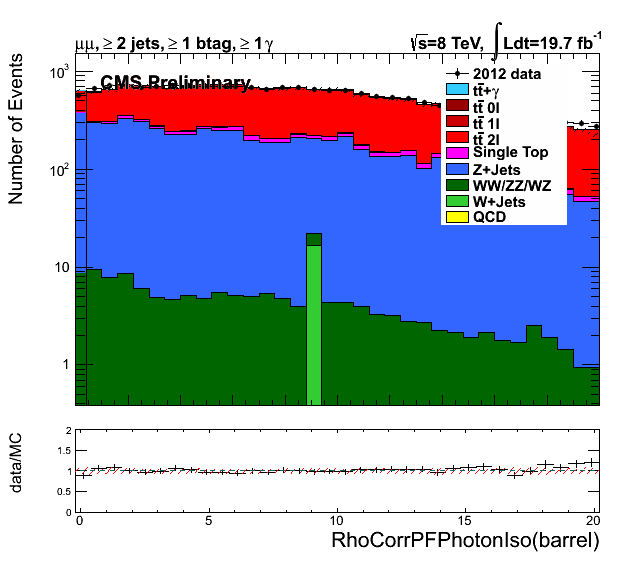 μμ, ≥ 2 jets, ≥ 1 btag, ≥ 1 γ
√s=8 TeV, ∫ Ldt=19.7 fb⁻¹
CMS Preliminary
Number of Events
10³
10²
10
1
2012 data
tt̄+γ
tt̄ 0l
tt̄ 1l
tt̄ 2l
Single Top
Z+Jets
WW/ZZ/WZ
W+Jets
QCD
data/MC
2
1.5
1
0.5
0
0 5 10 15 20
RhoCorrPFPhotonIso(barrel)